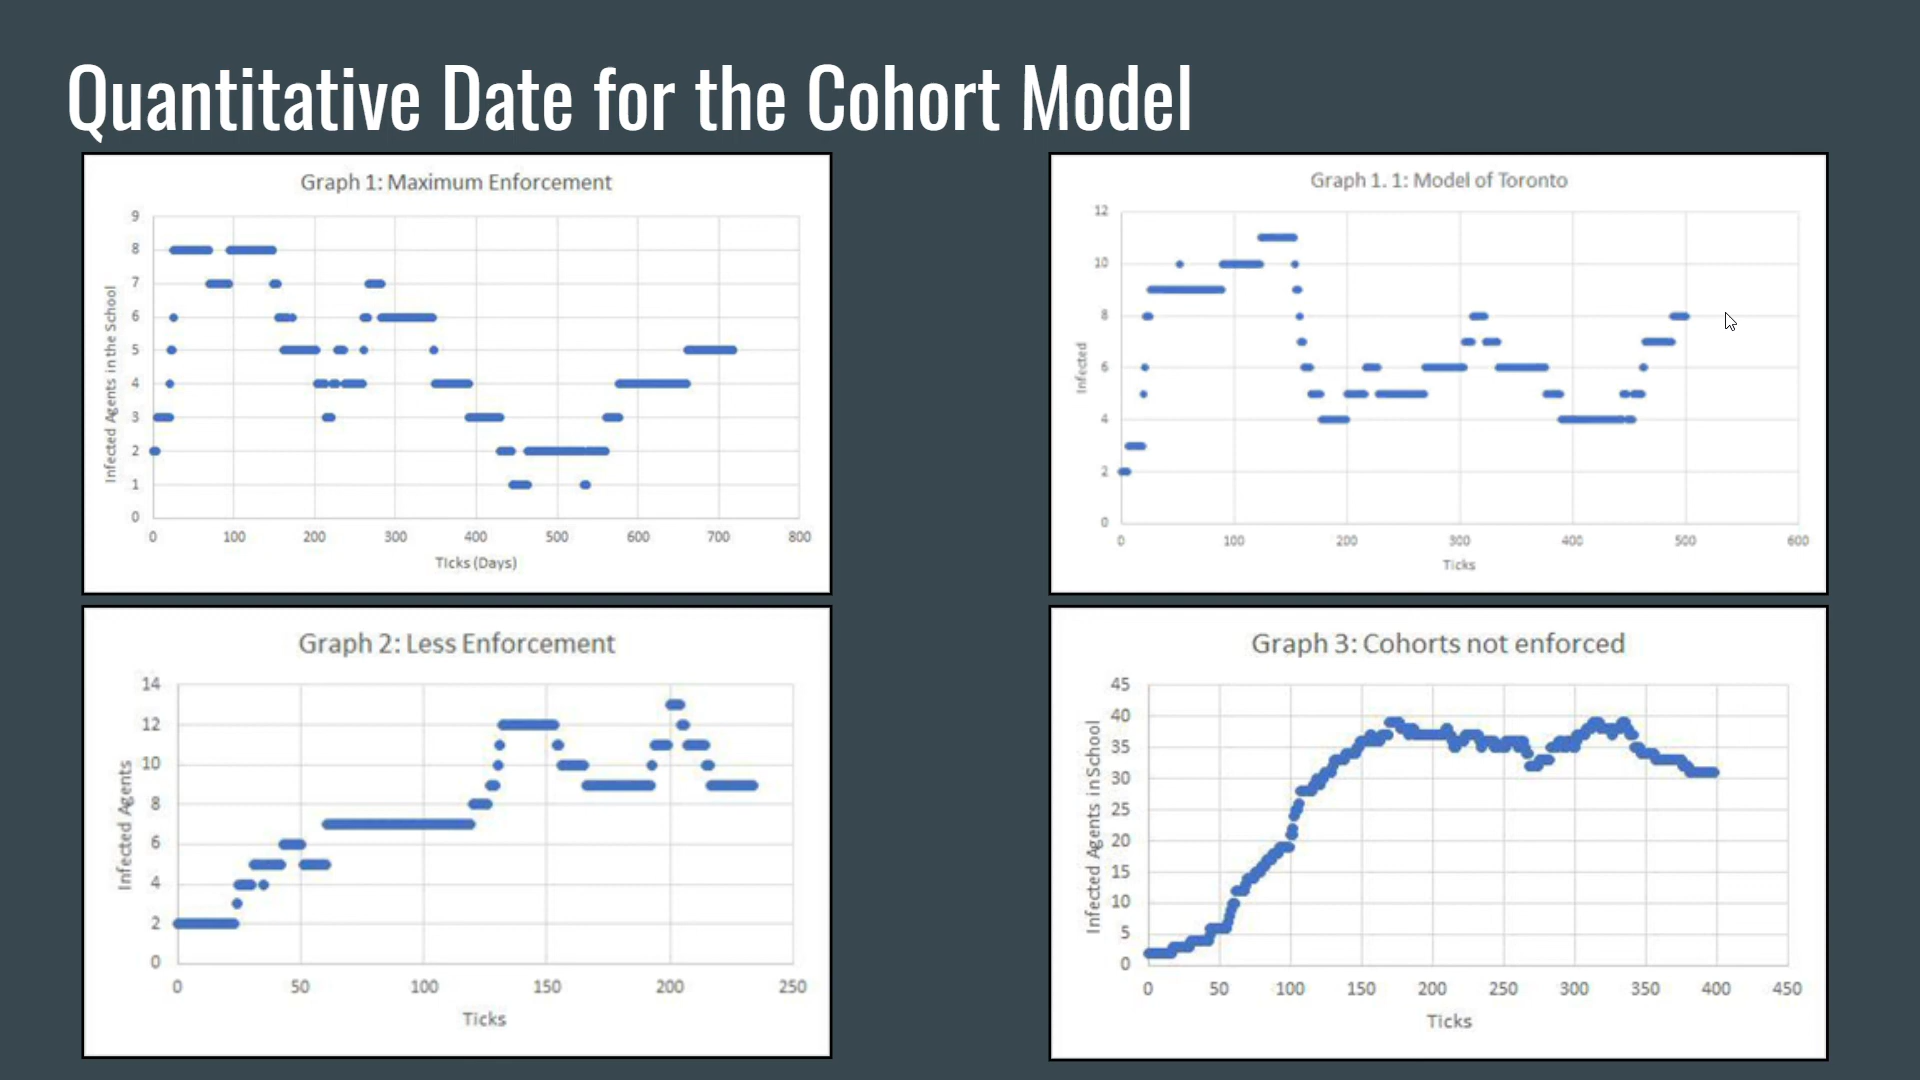 Quantitative Date for the Cohort Model
Graph 1: Maximum Enforcement
Infected Agents in the School
9
8
7
6
5
4
3
2
1
0
0 100 200 300 400 500 600 700 800
Ticks (Days)
Graph 1. 1: Model of Toronto
Infected
12
10
8
6
4
2
0
0 100 200 300 400 500 600
Ticks
Graph 2: Less Enforcement
Infected Agents
14
12
10
8
6
4
2
0
0 50 100 150 200 250
Ticks
Graph 3: Cohorts not enforced
Infected Agents in School
45
40
35
30
25
20
15
10
5
0
0 50 100 150 200 250 300 350 400 450
Ticks